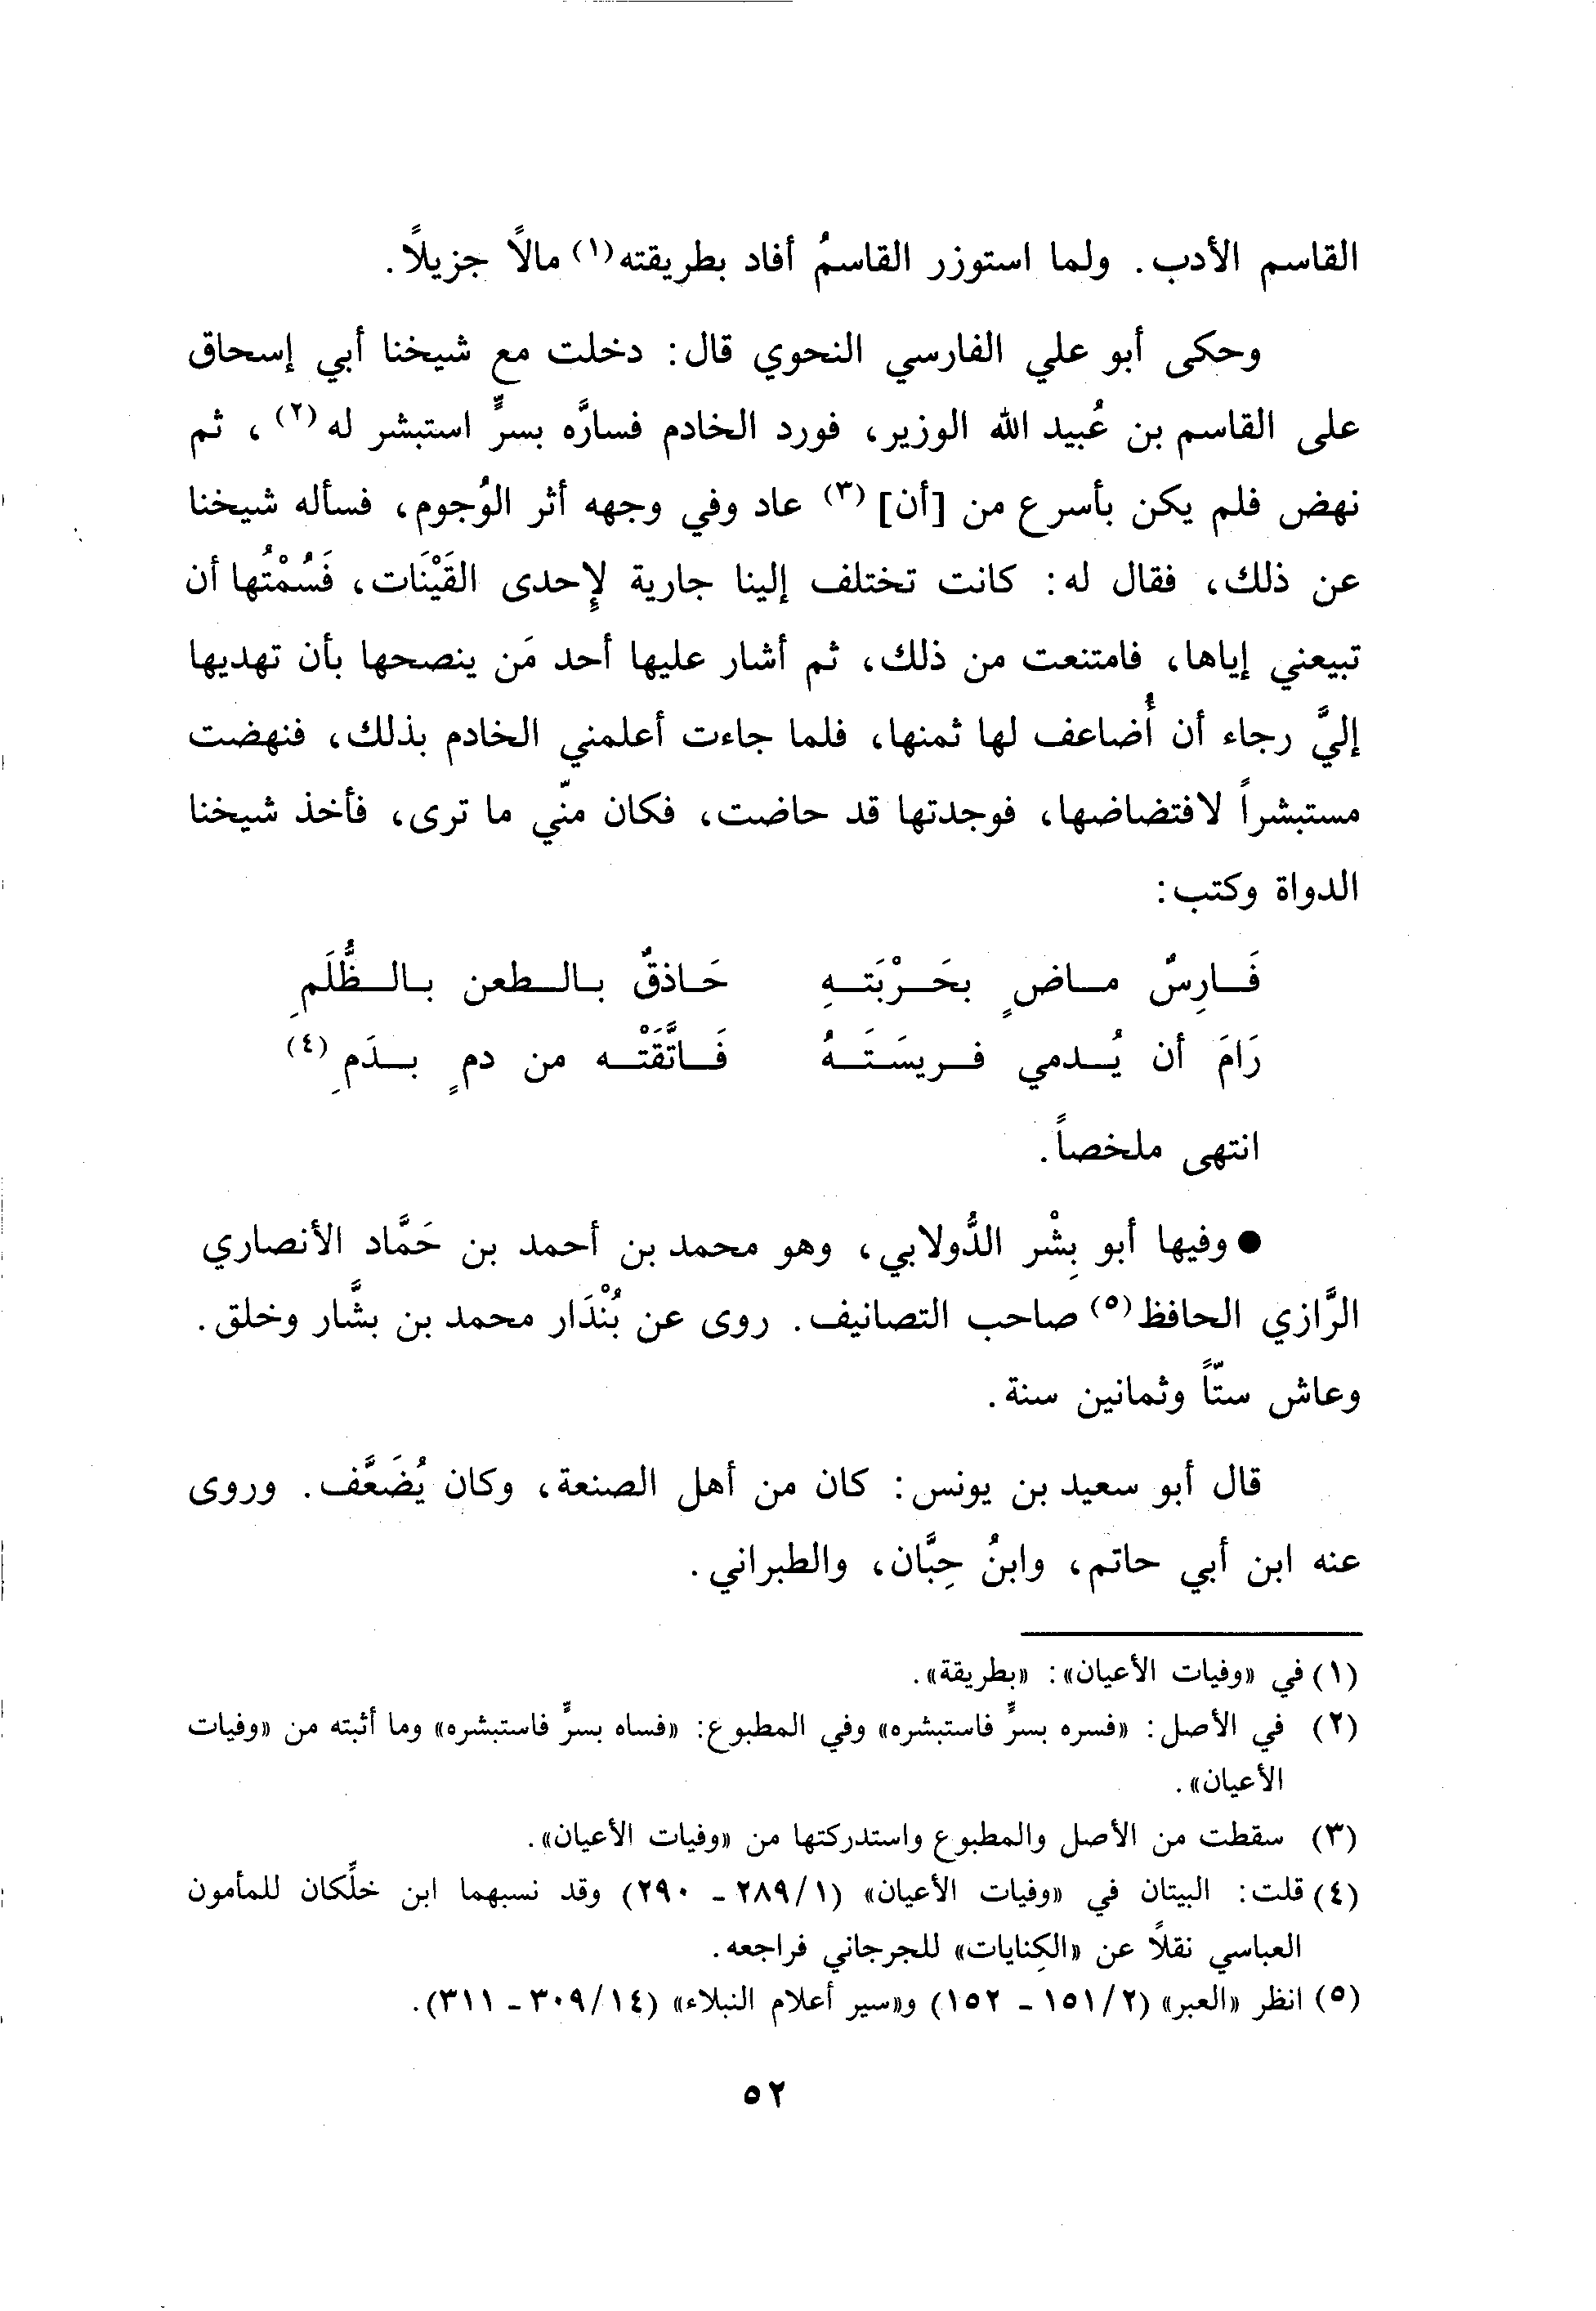 القاسم الأدب. ولما استوزر القاسمُ أفاد بطريقته(١) مالاً جزيلاً.
وحكى أبو علي الفارسي النحوي قال: دخلت مع شيخنا أبي إسحاق
على القاسم بن عُبيد الله الوزير، فورد الخادم فسارَّه بسرٍّ استبشر له(٢)، ثم
نهض فلم يكن بأسرع من [أن](٣) عاد وفي وجهه أثر الوُجوم، فسأله شيخنا
عن ذلك، فقال له: كانت تختلف إلينا جارية لإِحدى القَيْنَات، فَسُمْتُها أن
تبيعني إياها، فامتنعت من ذلك، ثم أشار عليها أحد مَن ينصحها بأن تهديها
إليَّ رجاء أن أُضاعف لها ثمنها، فلما جاءت أعلمني الخادم بذلك، فنهضت
مستبشراً لافتضاضها، فوجدتها قد حاضت، فكان منّي ما ترى، فأخذ شيخنا
الدواة وكتب:
فَارِسٌ ماضٍ بحَرْبَتهِ حَاذقٌ بالطعن بالظُّلَمِ
رَامَ أن يُدمي فريسَتَهُ فَاتَّقَتْه من دمٍ بدَمِ(٤)
انتهى ملخصاً.
● وفيها أبو بِشْر الدُّولابي، وهو محمد بن أحمد بن حَمَّاد الأنصاري
الرَّازي الحافظ(٥) صاحب التصانيف. روى عن بُنْدَار محمد بن بشَّار وخلق.
وعاش ستّاً وثمانين سنة.
قال أبو سعيد بن يونس: كان من أهل الصنعة، وكان يُضَعَّف. وروى
عنه ابن أبي حاتم، وابنُ حِبَّان، والطبراني.
(١) في «وفيات الأعيان»: «بطريقة».
(٢) في الأصل: «فسره بسرٍّ فاستبشره» وفي المطبوع: «فساه بسرٍّ فاستبشره» وما أثبته من «وفيات
الأعيان».
(٣) سقطت من الأصل والمطبوع واستدركتها من «وفيات الأعيان».
(٤) قلت: البيتان في «وفيات الأعيان» (١/٢٨٩ - ٢٩٠) وقد نسبهما ابن خلِّكان للمأمون
العباسي نقلاً عن «الكِنايات» للجرجاني فراجعه.
(٥) انظر «العبر» (٢/١٥١ - ١٥٢) و«سير أعلام النبلاء» (١٤/٣٠٩ - ٣١١).
٥٢